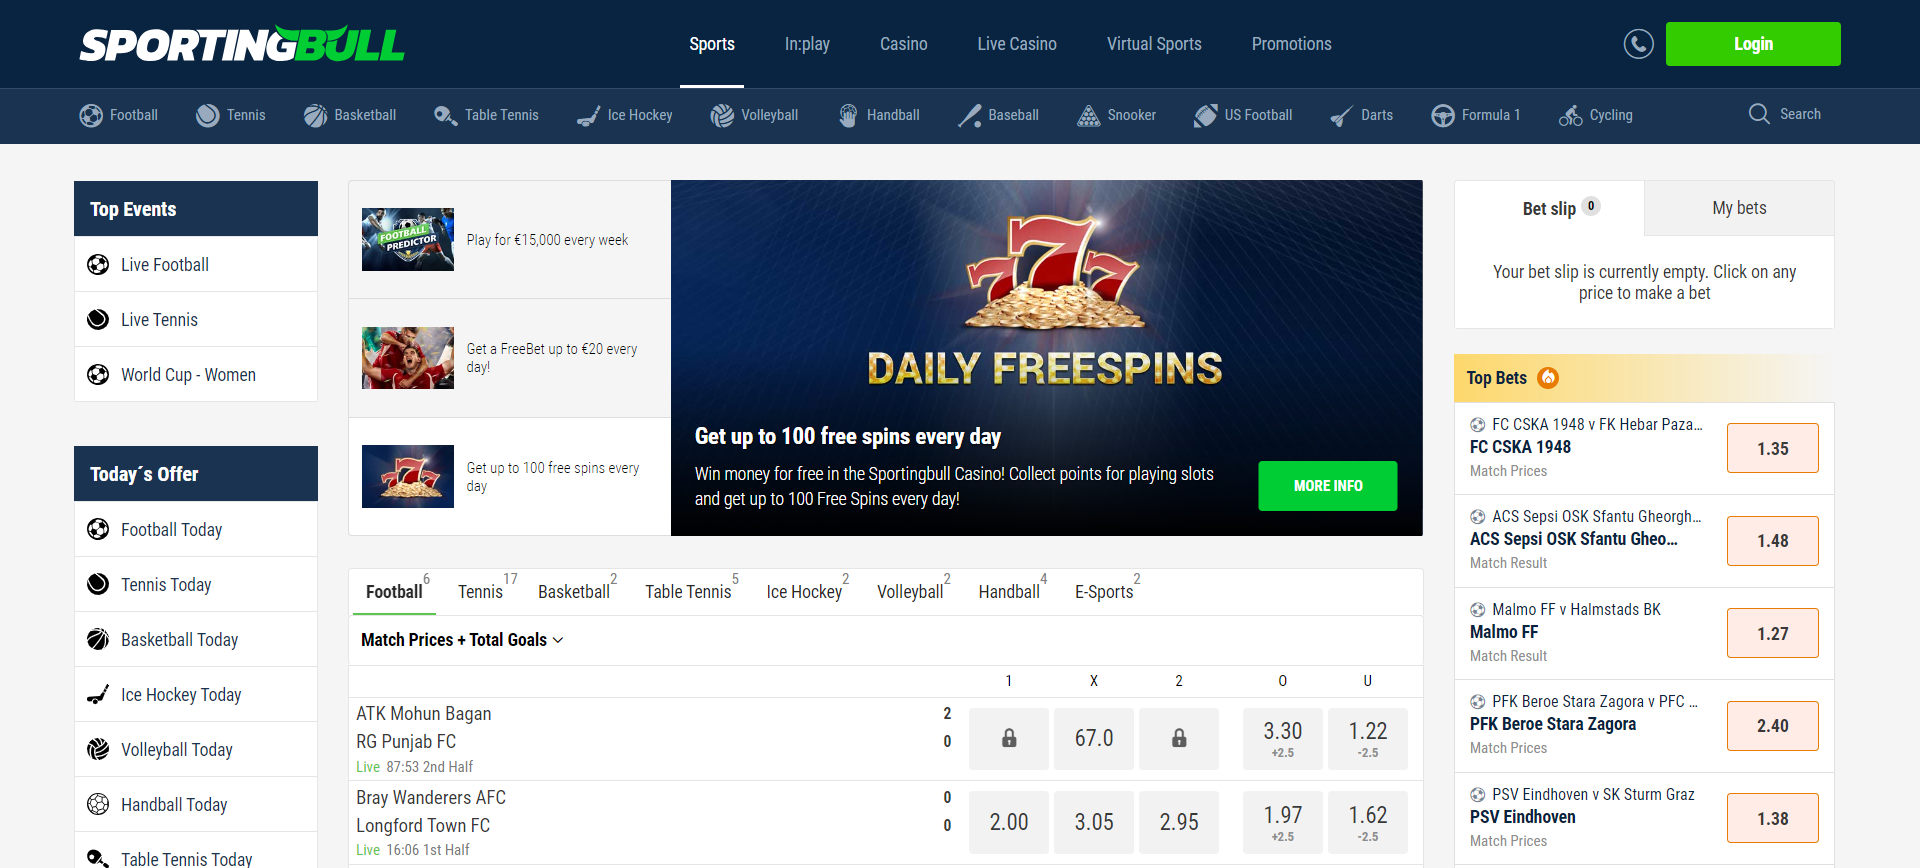 SPORTINGBULL
Sports In:play Casino Live Casino Virtual Sports Promotions
Login
Football Tennis Basketball Table Tennis Ice Hockey Volleyball Handball Baseball Snooker US Football Darts Formula 1 Cycling Search
Top Events
Live Football
Live Tennis
World Cup - Women
Today´s Offer
Football Today
Tennis Today
Basketball Today
Ice Hockey Today
Volleyball Today
Handball Today
Table Tennis Today
FOOTBALL
PREDICTOR
Play for €15,000 every week
Get a FreeBet up to €20 every
day!
Get up to 100 free spins every
day
777
DAILY FREESPINS
Get up to 100 free spins every day
Win money for free in the Sportingbull Casino! Collect points for playing slots
and get up to 100 Free Spins every day!
MORE INFO
Football 6 Tennis 17 Basketball 2 Table Tennis 5 Ice Hockey 2 Volleyball 2 Handball 4 E-Sports 2
Match Prices + Total Goals
1 X 2 O U
ATK Mohun Bagan 2
RG Punjab FC 0
Live 87:53 2nd Half
67.0 3.30 1.22
+2.5 -2.5
Bray Wanderers AFC 0
Longford Town FC 0
Live 16:06 1st Half
2.00 3.05 2.95 1.97 1.62
+2.5 -2.5
Bet slip 0 My bets
Your bet slip is currently empty. Click on any
price to make a bet
Top Bets
FC CSKA 1948 v FK Hebar Paza...
FC CSKA 1948
Match Prices
1.35
ACS Sepsi OSK Sfantu Gheorgh...
ACS Sepsi OSK Sfantu Gheo...
Match Result
1.48
Malmo FF v Halmstads BK
Malmo FF
Match Result
1.27
PFK Beroe Stara Zagora v PFC ...
PFK Beroe Stara Zagora
Match Prices
2.40
PSV Eindhoven v SK Sturm Graz
PSV Eindhoven
Match Prices
1.38